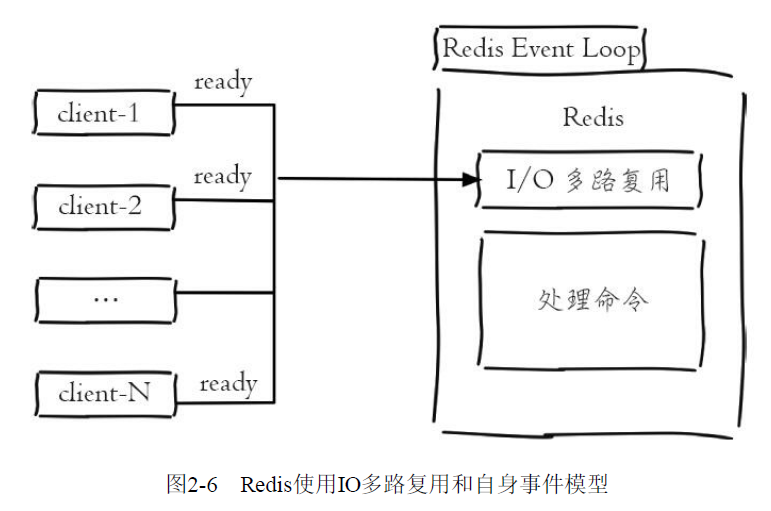 Redis Event Loop
ready
client-1
Redis
ready
I/O 多路复用
client-2
...
处理命令
ready
client-N
图2-6 Redis使用IO多路复用和自身事件模型